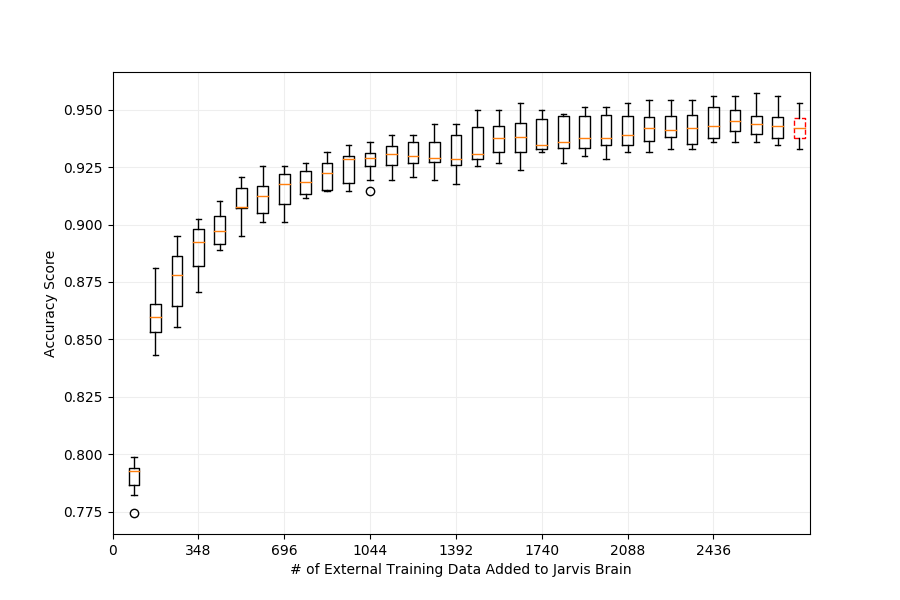 0.950
0.925
0.900
0.875
0.850
0.825
0.800
0.775
Accuracy Score
0 348 696 1044 1392 1740 2088 2436
# of External Training Data Added to Jarvis Brain